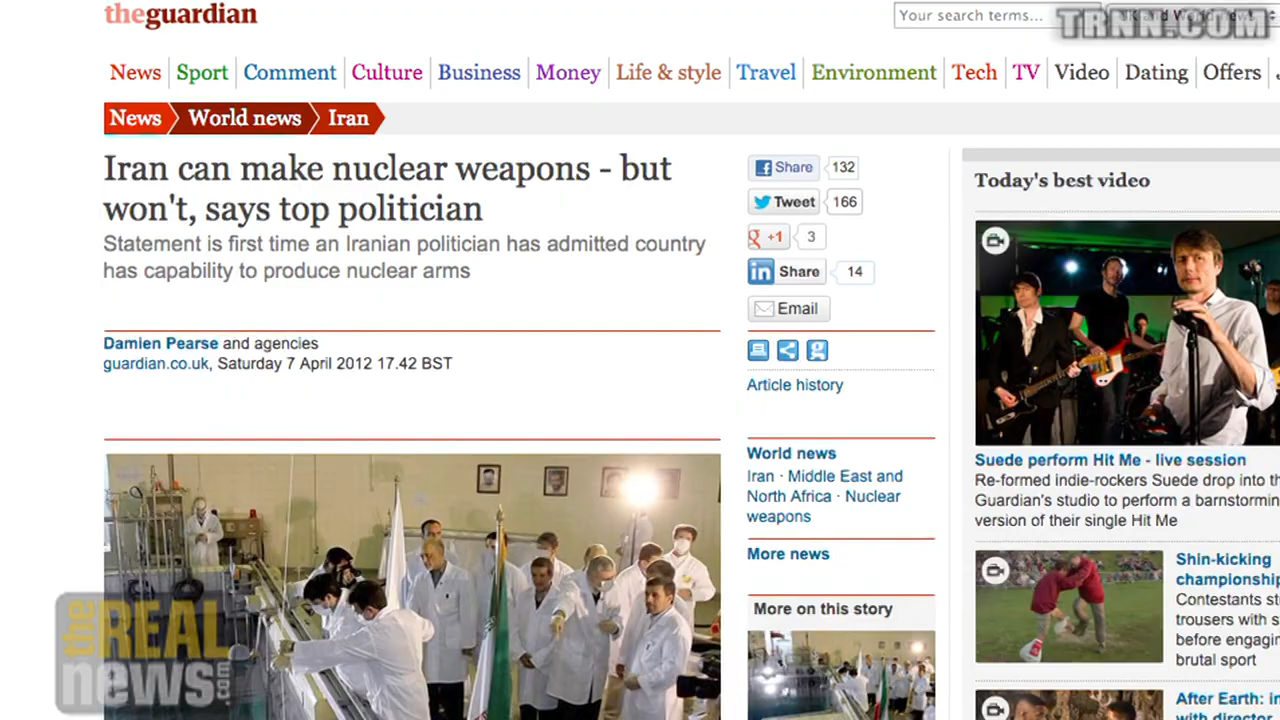 theguardian
Your search terms...
TRNN.COM
News
Sport
Comment
Culture
Business
Money
Life & style
Travel
Environment
Tech
TV
Video
Dating
Offers
News
World news
Iran
Iran can make nuclear weapons - but
won't, says top politician
Statement is first time an Iranian politician has admitted country
has capability to produce nuclear arms
Damien Pearse and agencies
guardian.co.uk, Saturday 7 April 2012 17.42 BST
Share 132
Tweet 166
+1 3
in Share 14
Email
Article history
World news
Iran · Middle East and
North Africa · Nuclear
weapons
More news
More on this story
Today's best video
Suede perform Hit Me - live session
Re-formed indie-rockers Suede drop into th
Guardian's studio to perform a barnstormin
version of their single Hit Me
Shin-kicking
championship
Contestants st
trousers with s
before engagin
brutal sport
After Earth: in
with director
the REAL
news.com